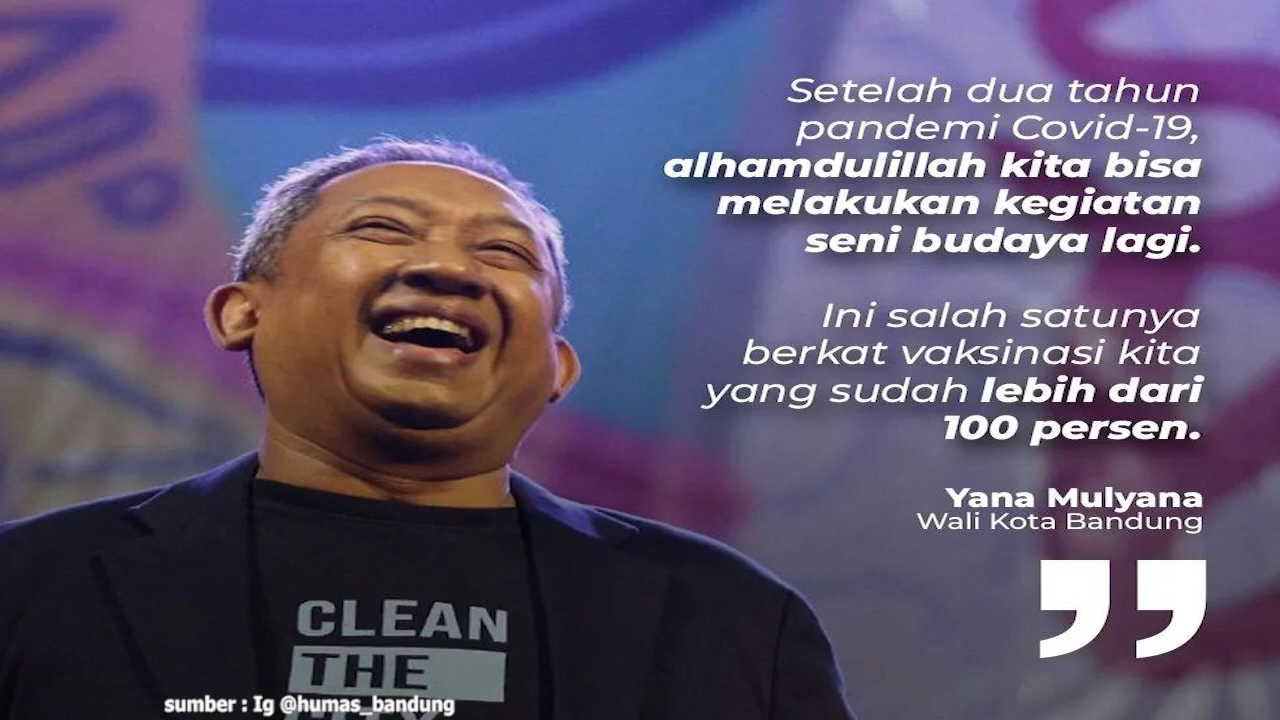 Setelah dua tahun
pandemi Covid-19,
alhamdulillah kita bisa
melakukan kegiatan
seni budaya lagi.
Ini salah satunya
berkat vaksinasi kita
yang sudah lebih dari
100 persen.
Yana Mulyana
Wali Kota Bandung
”
CLEAN
THE
sumber : Ig @humas_bandung